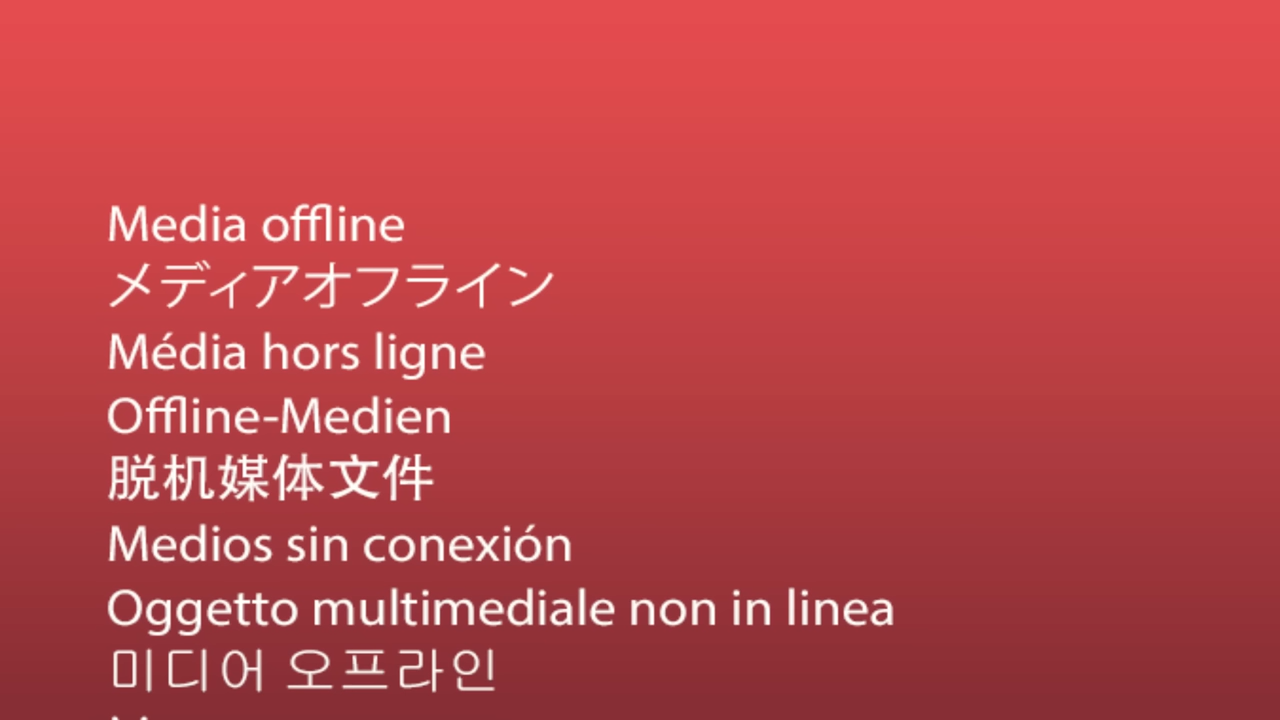 Media offline
メディアオフライン
Média hors ligne
Offline-Medien
脱机媒体文件
Medios sin conexión
Oggetto multimediale non in linea
미디어 오프라인